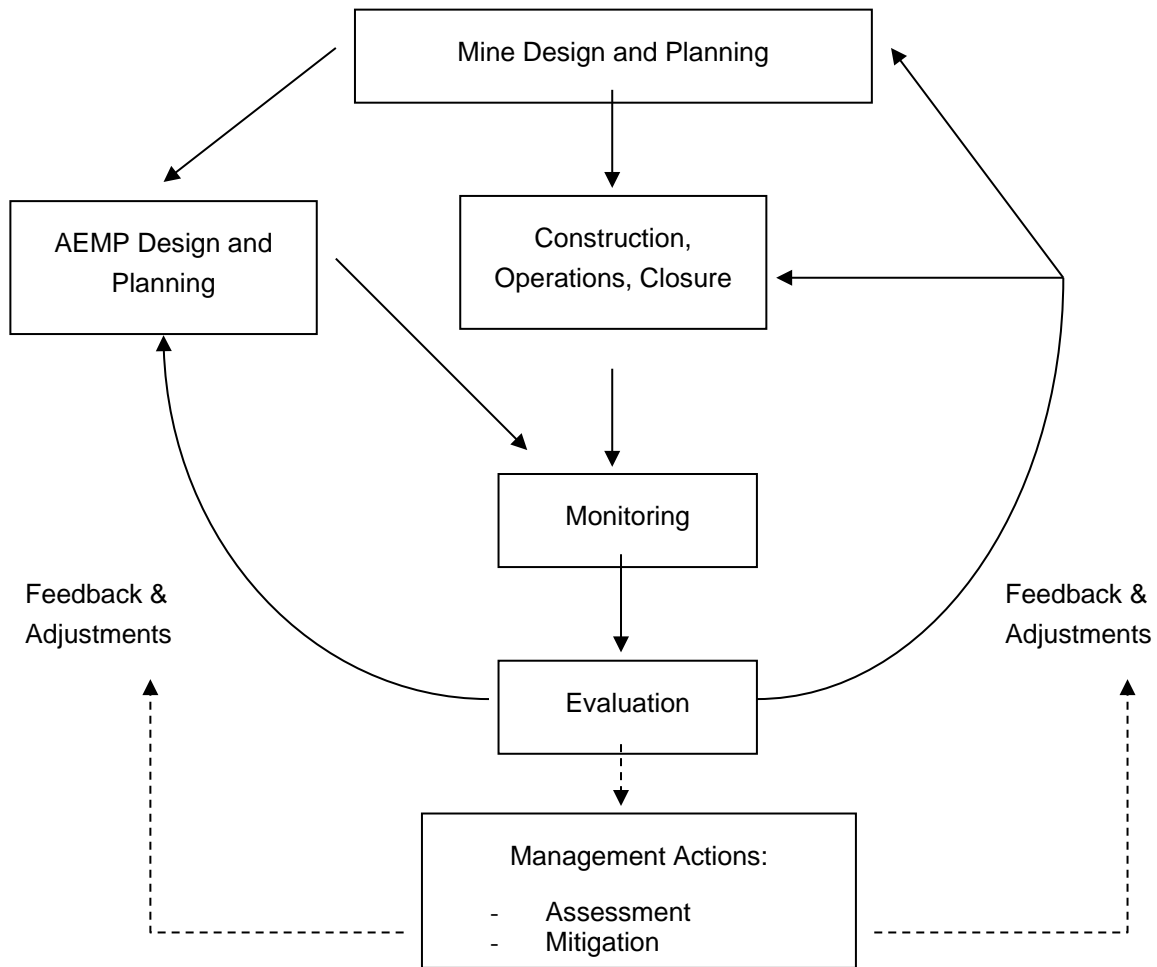 Mine Design and Planning
AEMP Design and
Planning
Construction,
Operations, Closure
Monitoring
Feedback &
Adjustments
Feedback &
Adjustments
Evaluation
Management Actions:
- Assessment
- Mitigation